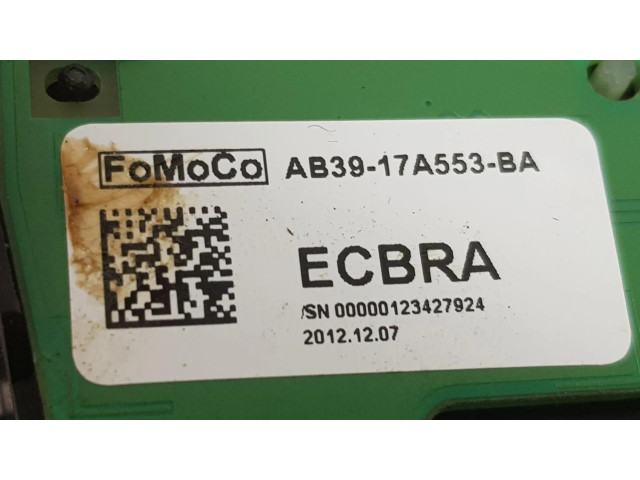 FoMoCo AB39-17A553-BA
ECBRA
/SN 00000123427924
2012.12.07